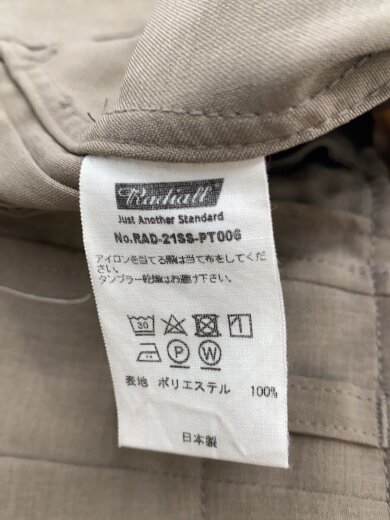 Radiall
Just Another Standard
No.RAD-21SS-PT006
アイロンを当てる際は当て布をしてくだ
さい。
タンブラー乾燥はお避け下さい。
30
P W
表地 ポリエステル 100%
日本製